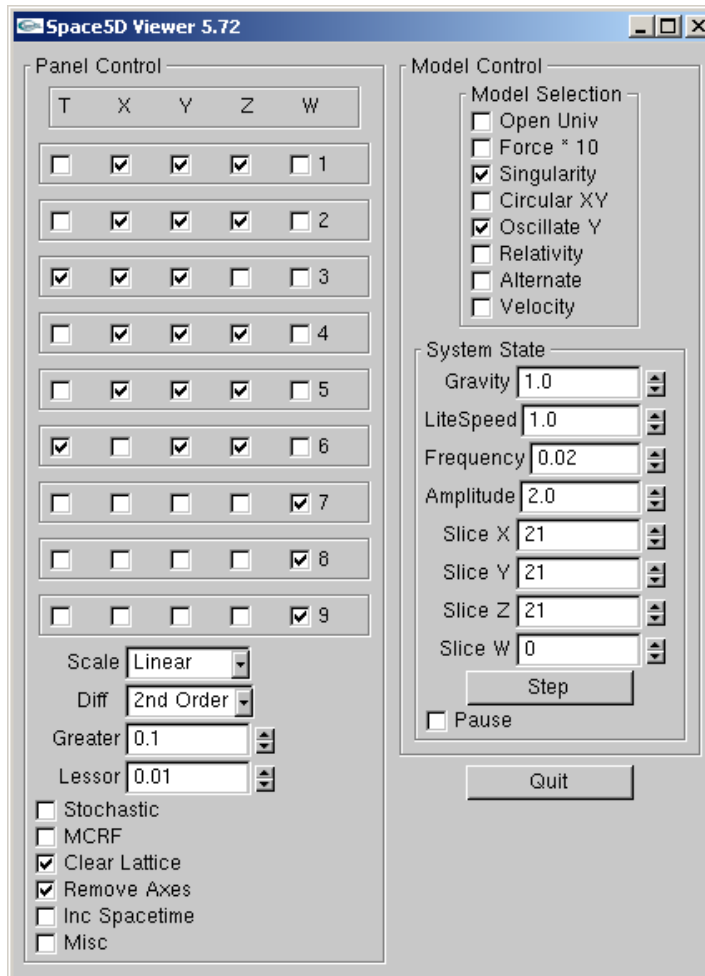 Space5D Viewer 5.72
Panel Control
T X Y Z W
1
2
3
4
5
6
7
8
9
Scale Linear
Diff 2nd Order
Greater 0.1
Lessor 0.01
Stochastic
MCRF
Clear Lattice
Remove Axes
Inc Spacetime
Misc
Model Control
Model Selection
Open Univ
Force * 10
Singularity
Circular XY
Oscillate Y
Relativity
Alternate
Velocity
System State
Gravity 1.0
LiteSpeed 1.0
Frequency 0.02
Amplitude 2.0
Slice X 21
Slice Y 21
Slice Z 21
Slice W 0
Step
Pause
Quit